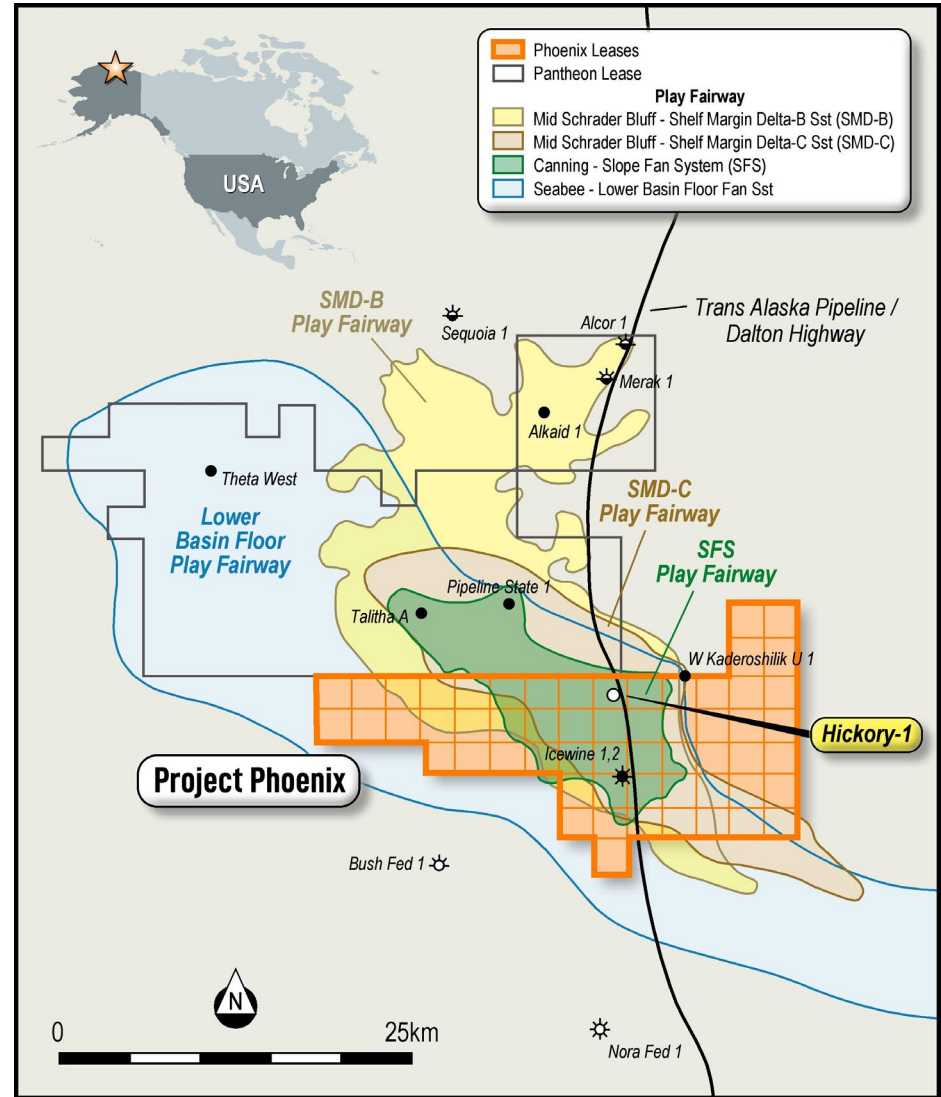 Phoenix Leases
Pantheon Lease
Play Fairway
Mid Schrader Bluff - Shelf Margin Delta-B Sst (SMD-B)
Mid Schrader Bluff - Shelf Margin Delta-C Sst (SMD-C)
Canning - Slope Fan System (SFS)
Seabee - Lower Basin Floor Fan Sst
USA
SMD-B
Play Fairway
Sequoia 1
Alcor 1
Trans Alaska Pipeline /
Dalton Highway
Merak 1
Alkaid 1
Theta West
SMD-C
Play Fairway
Lower
Basin Floor
Play Fairway
SFS
Play Fairway
Pipeline State 1
Talitha A
W Kaderoshilik U 1
Hickory-1
Icewine 1,2
Project Phoenix
Bush Fed 1
N
0
25km
Nora Fed 1